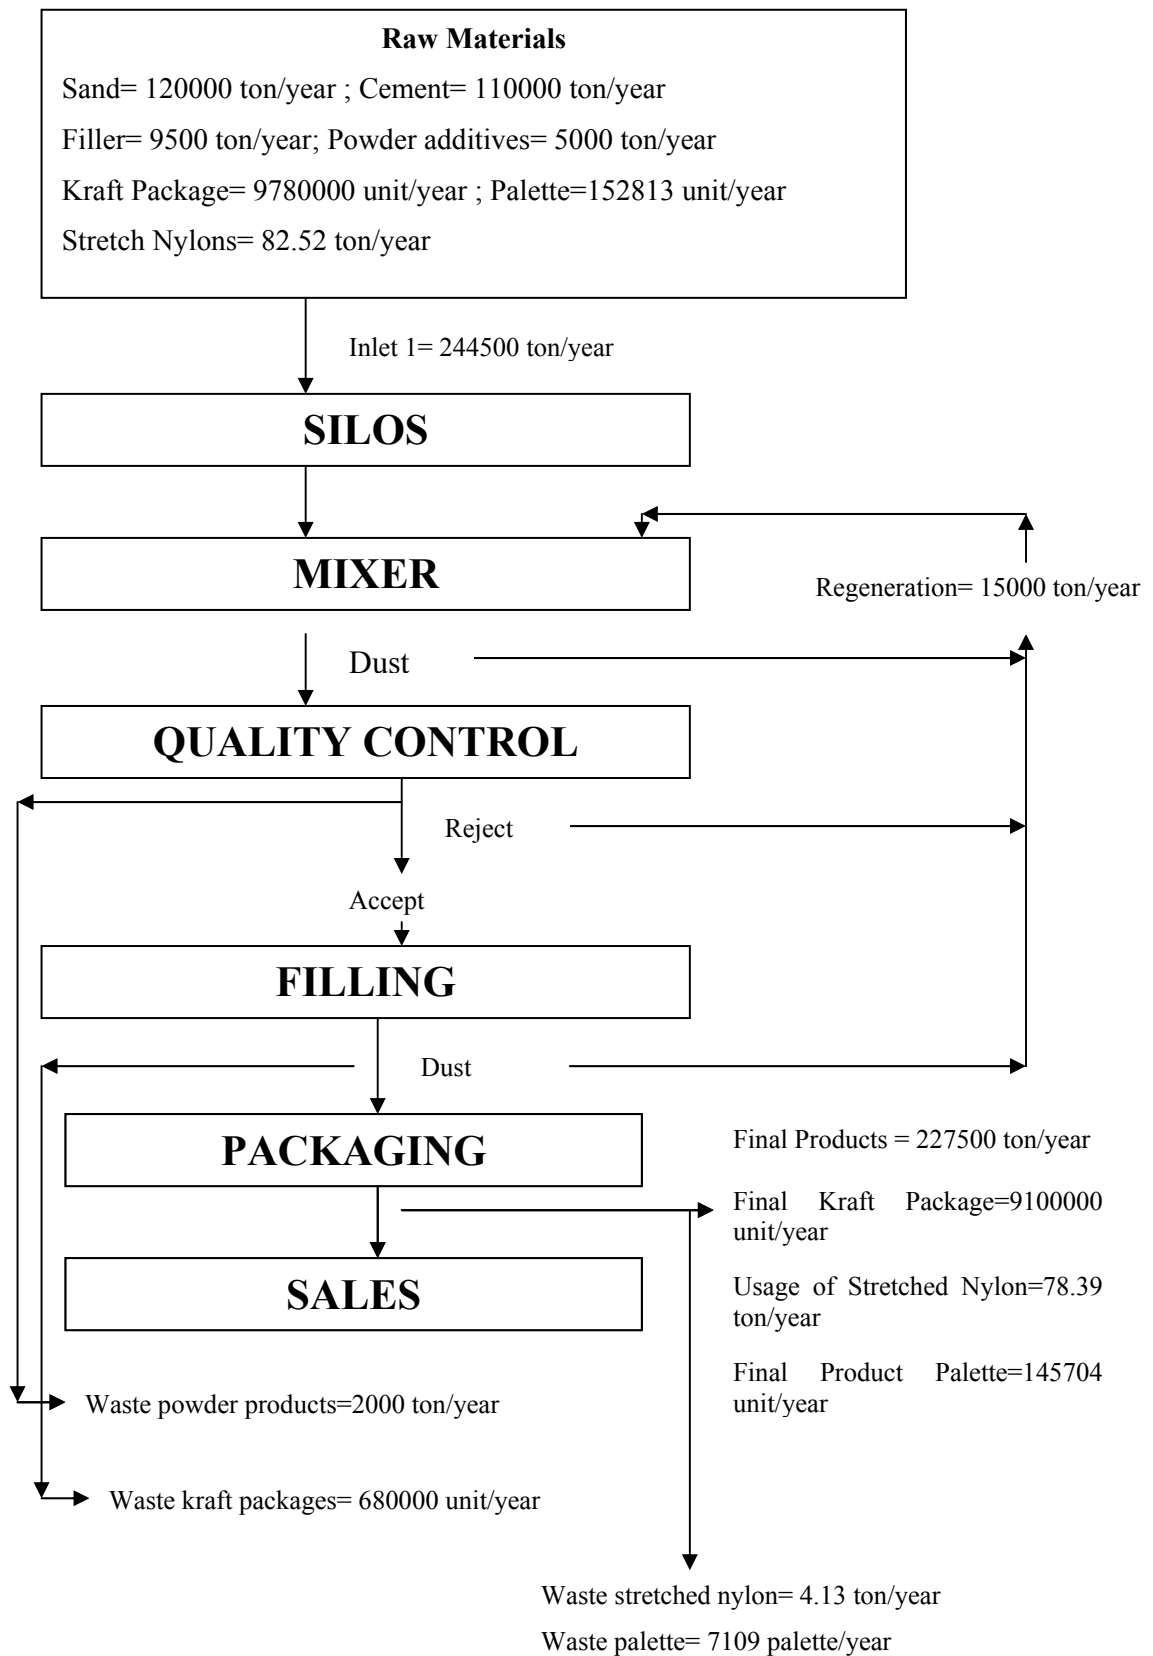 Raw Materials
Sand= 120000 ton/year ; Cement= 110000 ton/year
Filler= 9500 ton/year; Powder additives= 5000 ton/year
Kraft Package= 9780000 unit/year ; Palette=152813 unit/year
Stretch Nylons= 82.52 ton/year
Inlet 1= 244500 ton/year
SILOS
MIXER
Regeneration= 15000 ton/year
Dust
QUALITY CONTROL
Reject
Accept
FILLING
Dust
PACKAGING
Final Products = 227500 ton/year
Final Kraft Package=9100000
unit/year
SALES
Usage of Stretched Nylon=78.39
ton/year
Final Product Palette=145704
unit/year
Waste powder products=2000 ton/year
Waste kraft packages= 680000 unit/year
Waste stretched nylon= 4.13 ton/year
Waste palette= 7109 palette/year